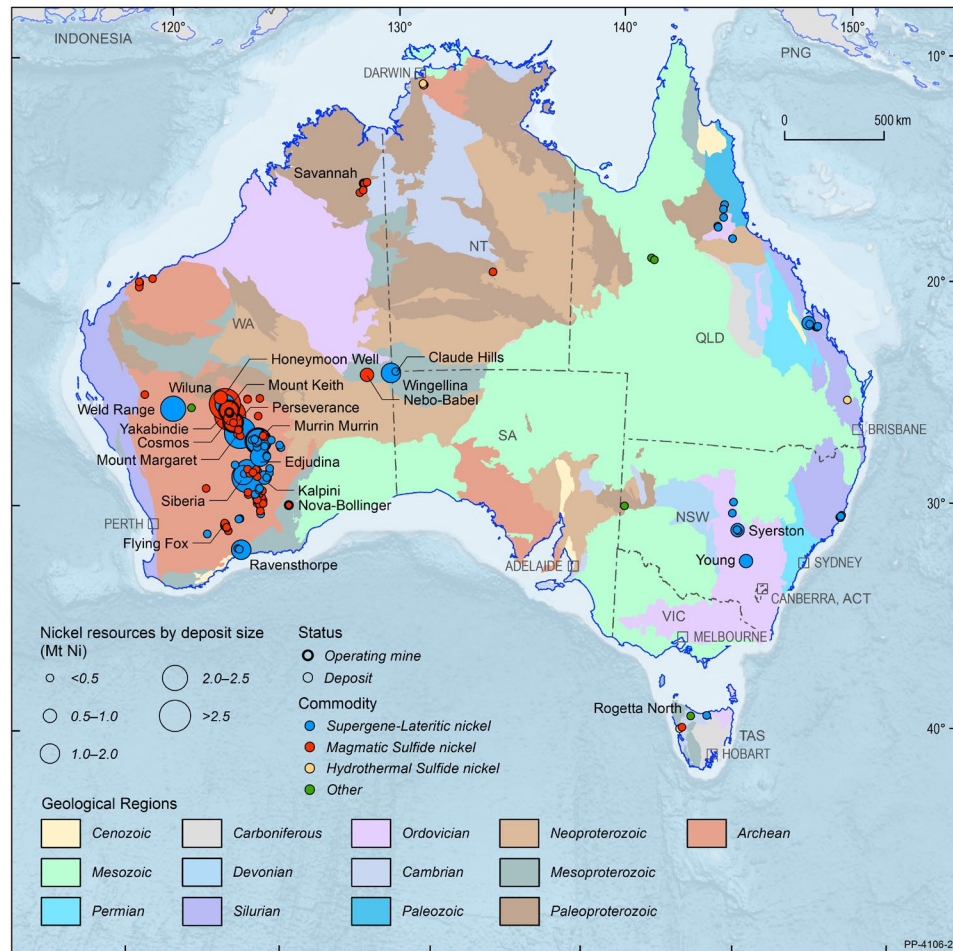 120°
130°
140°
150°
INDONESIA
PNG
10°
DARWIN
0
500 km
Savannah
NT
20°
WA
QLD
Honeymoon Well
Claude Hills
Wiluna
Mount Keith
Wingellina
Weld Range
Perseverance
Nebo-Babel
Yakabindie
Cosmos
Murrin Murrin
SA
BRISBANE
Mount Margaret
Edjudina
Siberia
Kalpini
30°
Nova-Bollinger
NSW
PERTH
Syerston
Flying Fox
Young
SYDNEY
Ravensthorpe
ADELAIDE
CANBERRA, ACT
VIC
MELBOURNE
Rogetta North
TAS
40°
HOBART
Nickel resources by deposit size
(Mt Ni)
<0.5
0.5–1.0
1.0–2.0
2.0–2.5
>2.5
Status
Operating mine
Deposit
Commodity
Supergene-Lateritic nickel
Magmatic Sulfide nickel
Hydrothermal Sulfide nickel
Other
Geological Regions
Cenozoic
Carboniferous
Ordovician
Neoproterozoic
Archean
Mesozoic
Devonian
Cambrian
Mesoproterozoic
Permian
Silurian
Paleozoic
Paleoproterozoic
PP-4106-2